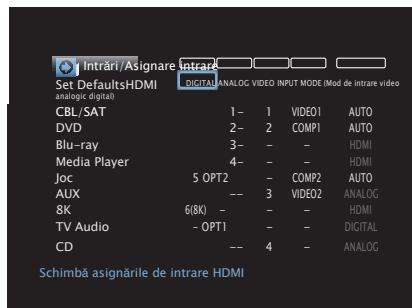 Intrări/Asignare intrare
Set DefaultsHDMI DIGITAL ANALOG VIDEO INPUT MODE (Mod de intrare video
analogic digital)
CBL/SAT 1– 1 VIDEO1 AUTO
DVD 2– 2 COMP1 AUTO
Blu-ray 3– – – HDMI
Media Player 4– – – HDMI
Joc 5 OPT2 – COMP2 AUTO
AUX –– 3 VIDEO2 ANALOG
8K 6(8K) – – – HDMI
TV Audio – OPT1 – – DIGITAL
CD –– 4 – ANALOG
Schimbă asignările de intrare HDMI